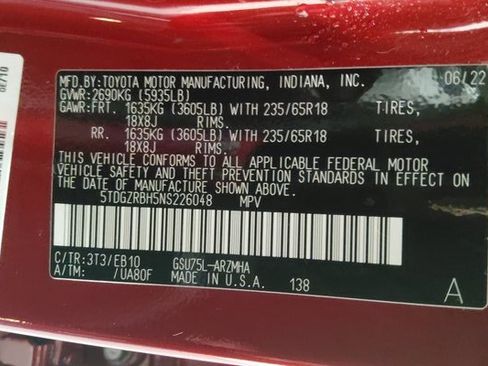 MFD.BY:TOYOTA MOTOR MANUFACTURING, INDIANA, INC. 06/22
GVWR:2690KG (5935LB)
GAWR:FRT. 1635KG (3605LB) WITH 235/65R18 TIRES,
18X8J RIMS,
RR. 1635KG (3605LB) WITH 235/65R18 TIRES,
18X8J RIMS,
THIS VEHICLE CONFORMS TO ALL APPLICABLE FEDERAL MOTOR
VEHICLE SAFETY AND THEFT PREVENTION STANDARDS IN EFFECT
ON THE DATE OF MANUFACTURE SHOWN ABOVE.
5TDGZRBH5NS226048 MPV
C/TR:3T3/EB10 GSU75L-ARZMHA
A/TM: /UA80F MADE IN U.S.A. 138 A